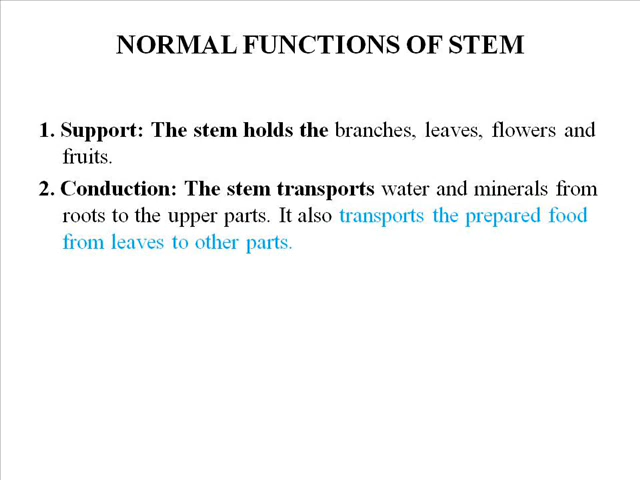 NORMAL FUNCTIONS OF STEM
1. Support: The stem holds the branches, leaves, flowers and
fruits.
2. Conduction: The stem transports water and minerals from
roots to the upper parts. It also transports the prepared food
from leaves to other parts.